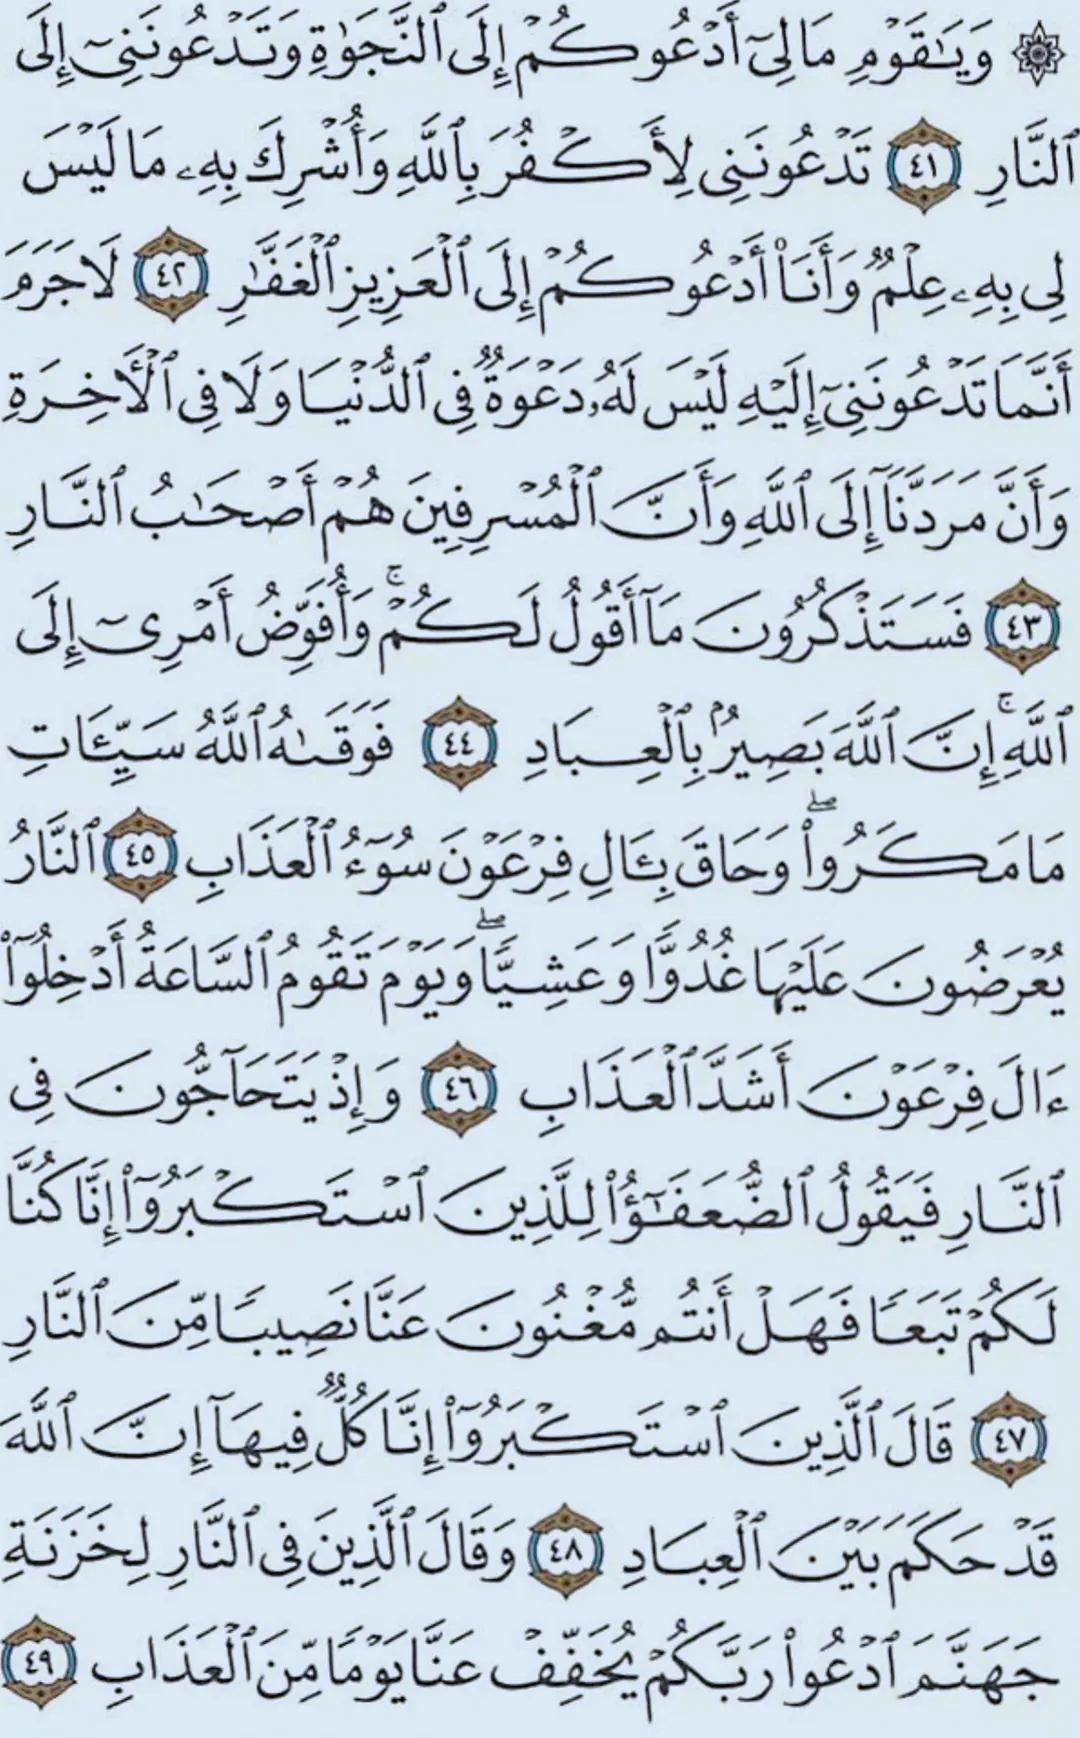 ۞ وَيَٰقَوْمِ مَا لِىٓ أَدْعُوكُمْ إِلَى ٱلنَّجَوٰةِ وَتَدْعُونَنِىٓ إِلَى
ٱلنَّارِ ٤١ تَدْعُونَنِى لِأَكْفُرَ بِٱللَّهِ وَأُشْرِكَ بِهِۦ مَا لَيْسَ
لِى بِهِۦ عِلْمٌ وَأَنَا۠ أَدْعُوكُمْ إِلَى ٱلْعَزِيزِ ٱلْغَفَّٰرِ ٤٢ لَا جَرَمَ
أَنَّمَا تَدْعُونَنِىٓ إِلَيْهِ لَيْسَ لَهُۥ دَعْوَةٌ فِى ٱلدُّنْيَا وَلَا فِى ٱلْأَخِرَةِ
وَأَنَّ مَرَدَّنَآ إِلَى ٱللَّهِ وَأَنَّ ٱلْمُسْرِفِينَ هُمْ أَصْحَٰبُ ٱلنَّارِ
٤٣ فَسَتَذْكُرُونَ مَآ أَقُولُ لَكُمْ ۚ وَأُفَوِّضُ أَمْرِىٓ إِلَى
ٱللَّهِ ۚ إِنَّ ٱللَّهَ بَصِيرٌۢ بِٱلْعِبَادِ ٤٤ فَوَقَىٰهُ ٱللَّهُ سَيِّـَٔاتِ
مَا مَكَرُوا۟ ۖ وَحَاقَ بِـَٔالِ فِرْعَوْنَ سُوٓءُ ٱلْعَذَابِ ٤٥ ٱلنَّارُ
يُعْرَضُونَ عَلَيْهَا غُدُوًّا وَعَشِيًّا ۖ وَيَوْمَ تَقُومُ ٱلسَّاعَةُ أَدْخِلُوٓا۟
ءَالَ فِرْعَوْنَ أَشَدَّ ٱلْعَذَابِ ٤٦ وَإِذْ يَتَحَآجُّونَ فِى
ٱلنَّارِ فَيَقُولُ ٱلضُّعَفَٰٓؤُا۟ لِلَّذِينَ ٱسْتَكْبَرُوٓا۟ إِنَّا كُنَّا
لَكُمْ تَبَعًا فَهَلْ أَنتُم مُّغْنُونَ عَنَّا نَصِيبًا مِّنَ ٱلنَّارِ
٤٧ قَالَ ٱلَّذِينَ ٱسْتَكْبَرُوٓا۟ إِنَّا كُلٌّ فِيهَآ إِنَّ ٱللَّهَ
قَدْ حَكَمَ بَيْنَ ٱلْعِبَادِ ٤٨ وَقَالَ ٱلَّذِينَ فِى ٱلنَّارِ لِخَزَنَةِ
جَهَنَّمَ ٱدْعُوا۟ رَبَّكُمْ يُخَفِّفْ عَنَّا يَوْمًا مِّنَ ٱلْعَذَابِ ٤٩